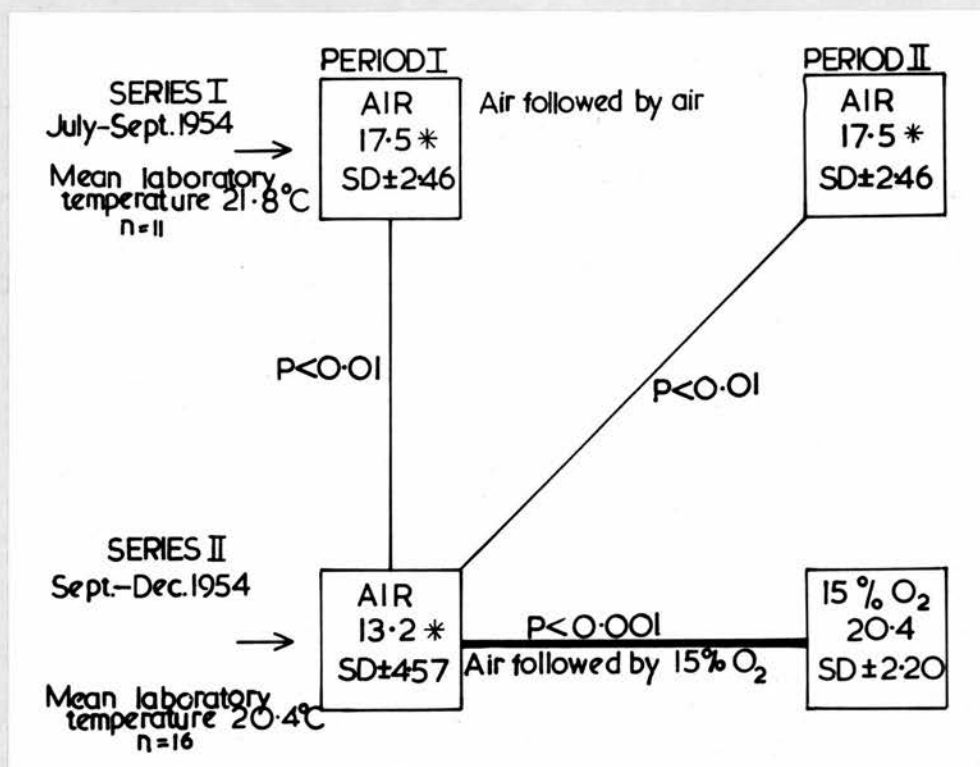 PERIOD I
PERIOD II
SERIES I
July-Sept. 1954
Mean laboratory
temperature 21·8°C
n=11
AIR
17·5 *
SD±2·46
Air followed by air
AIR
17·5 *
SD±2·46
P<0·01
P<0·01
SERIES II
Sept.-Dec. 1954
Mean laboratory
temperature 20·4°C
n=16
AIR
13·2 *
SD±4·57
P<0·001
Air followed by 15% O₂
15% O₂
20·4
SD±2·20